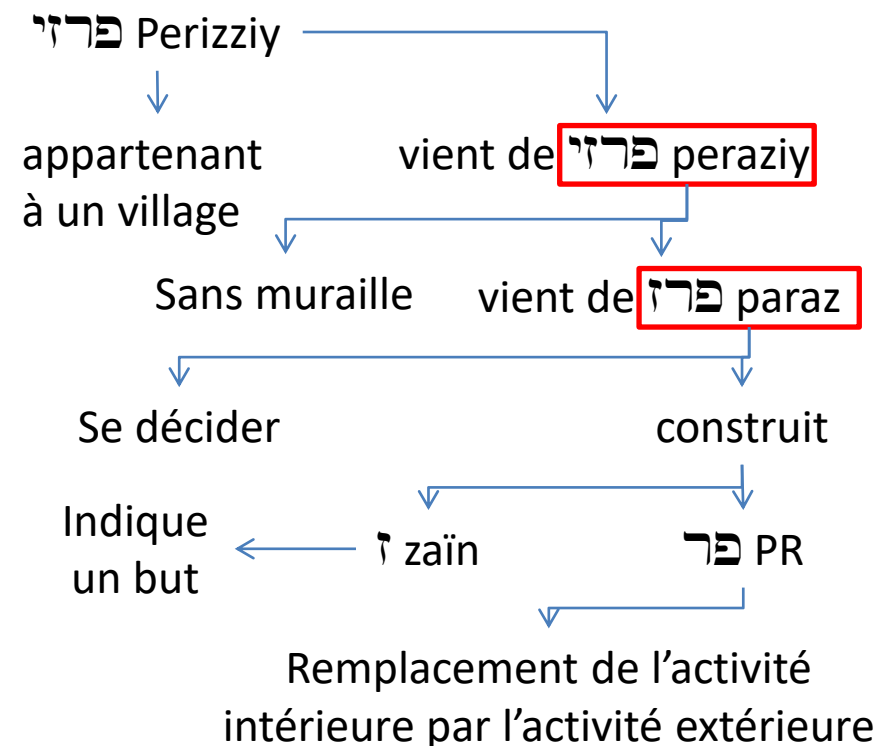 פרזי Perizziy
appartenant
à un village
vient de פרזי peraziy
Sans muraille
vient de פרז paraz
Se décider
construit
Indique
un but
ז zaïn
פר PR
Remplacement de l’activité
intérieure par l’activité extérieure